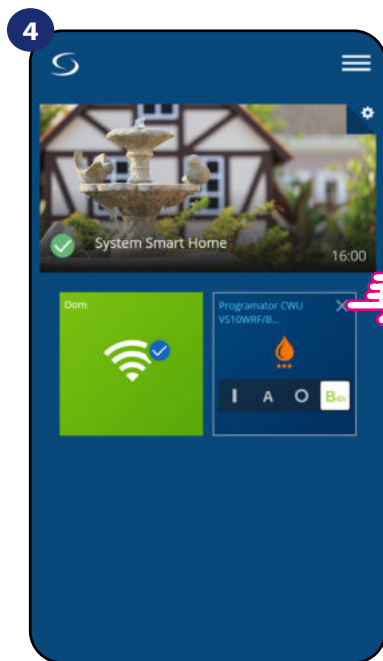 4
System Smart Home
16:00
Dom
Programator CWU
VS10WRF/B...
I A O B4h